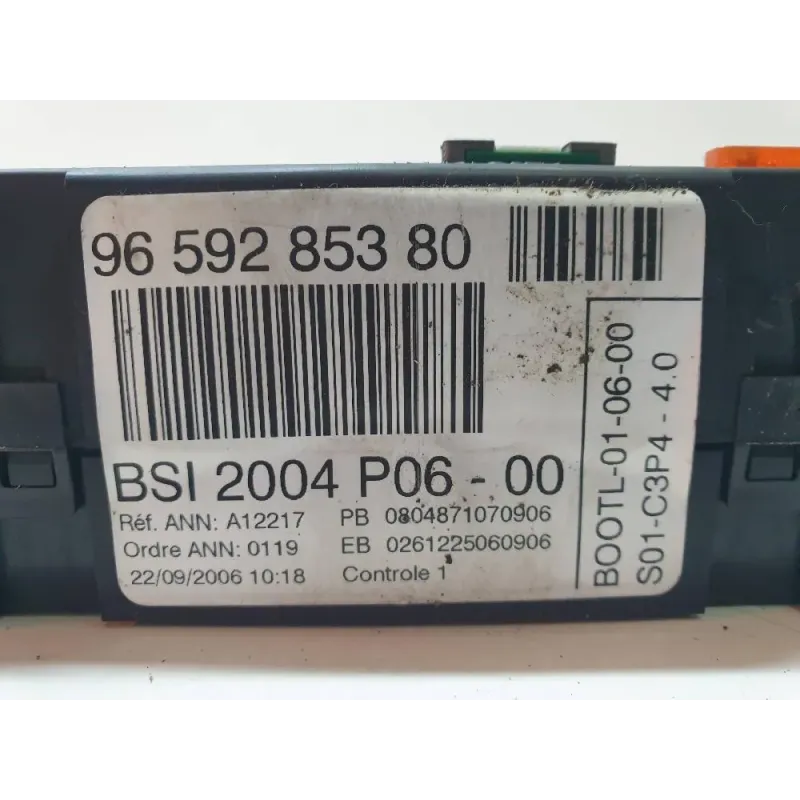 96 592 853 80
BSI 2004 P06 - 00
Réf. ANN: A12217 PB 0804871070906
Ordre ANN: 0119 EB 0261225060906
22/09/2006 10:18 Controle 1
BOOTL-01-06-00
S01-C3P4 - 4.0